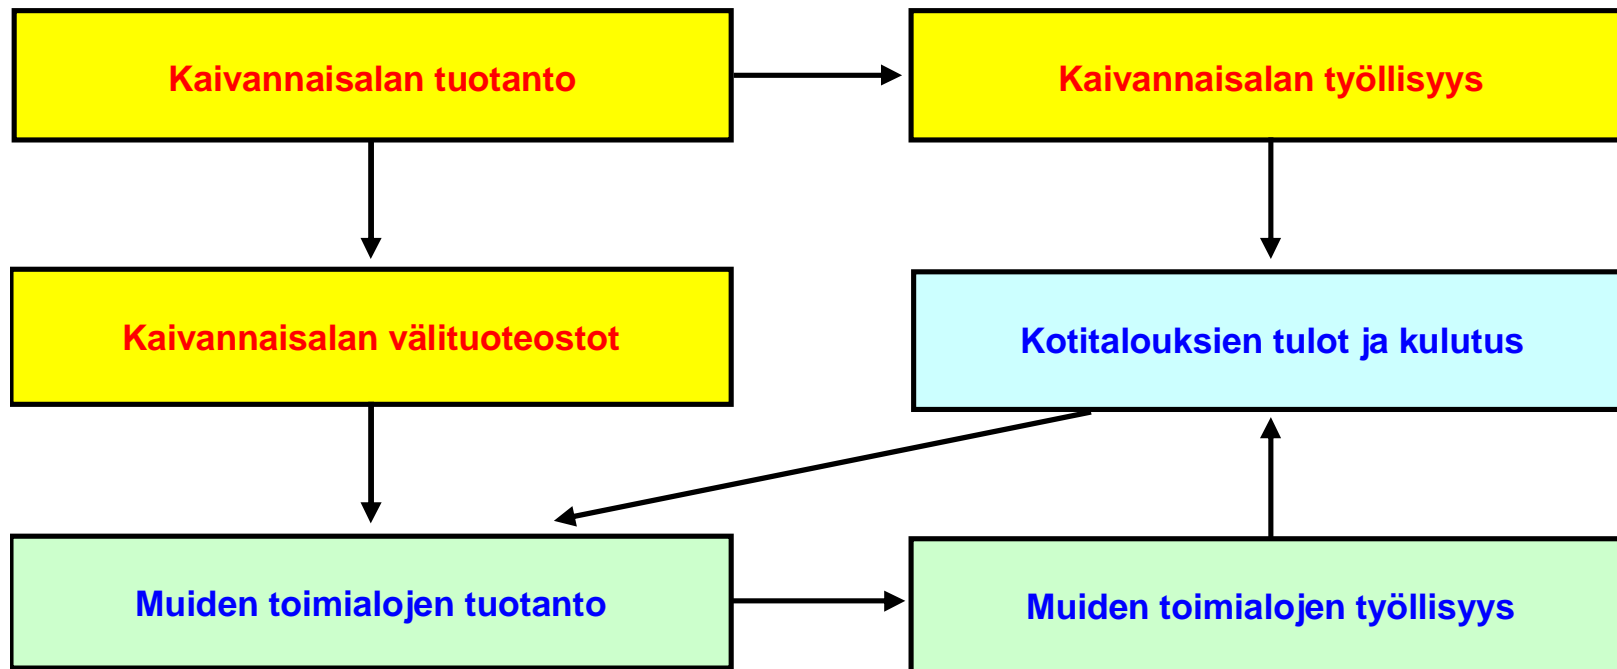 Kaivannaisalan tuotanto
Kaivannaisalan työllisyys
Kaivannaisalan välituoteostot
Kotitalouksien tulot ja kulutus
Muiden toimialojen tuotanto
Muiden toimialojen työllisyys